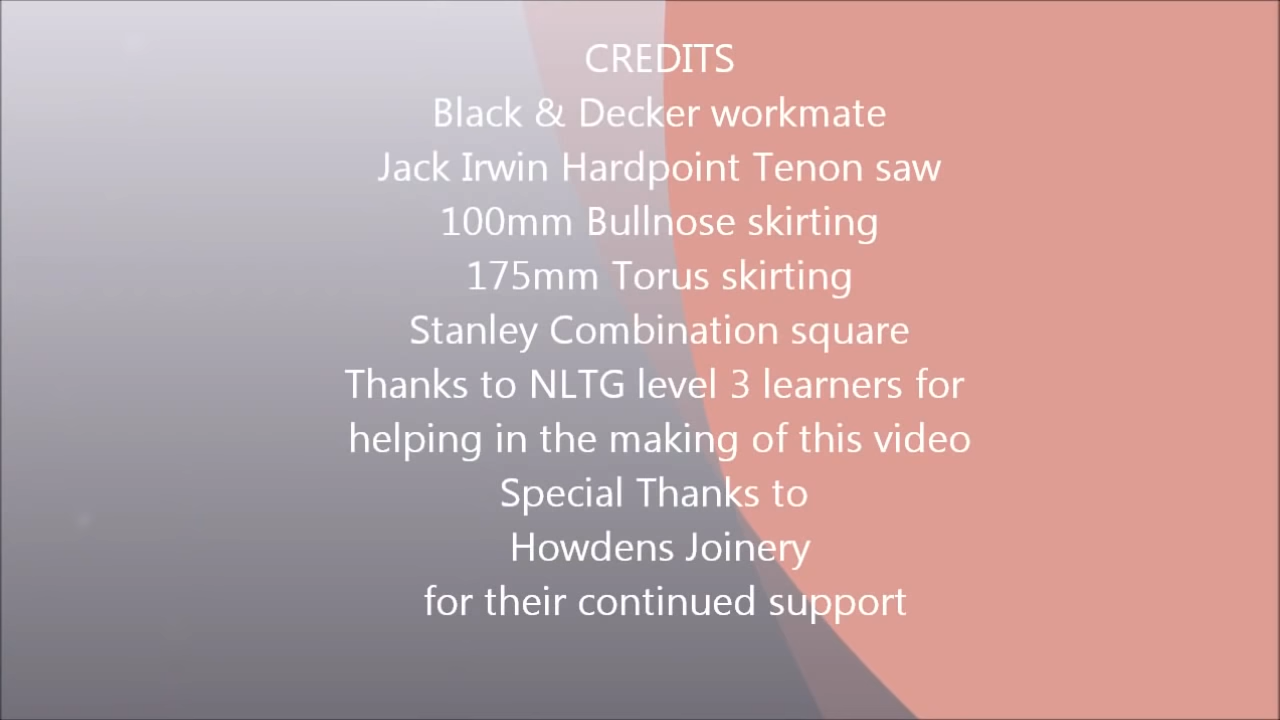 CREDITS
Black & Decker workmate
Jack Irwin Hardpoint Tenon saw
100mm Bullnose skirting
175mm Torus skirting
Stanley Combination square
Thanks to NLTG level 3 learners for
helping in the making of this video
Special Thanks to
Howdens Joinery
for their continued support